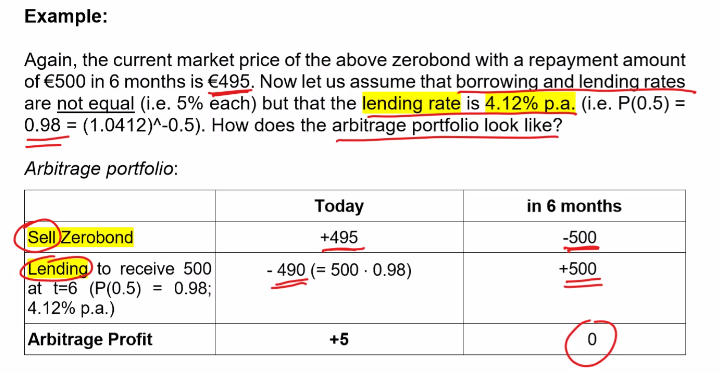 Example:
Again, the current market price of the above zerobond with a repayment amount
of €500 in 6 months is €495. Now let us assume that borrowing and lending rates
are not equal (i.e. 5% each) but that the lending rate is 4.12% p.a. (i.e. P(0.5) =
0.98 = (1.0412)^-0.5). How does the arbitrage portfolio look like?
Arbitrage portfolio:
Today in 6 months
Sell Zerobond +495 -500
Lending to receive 500 - 490 (= 500 · 0.98) +500
at t=6 (P(0.5) = 0.98;
4.12% p.a.)
Arbitrage Profit +5 0